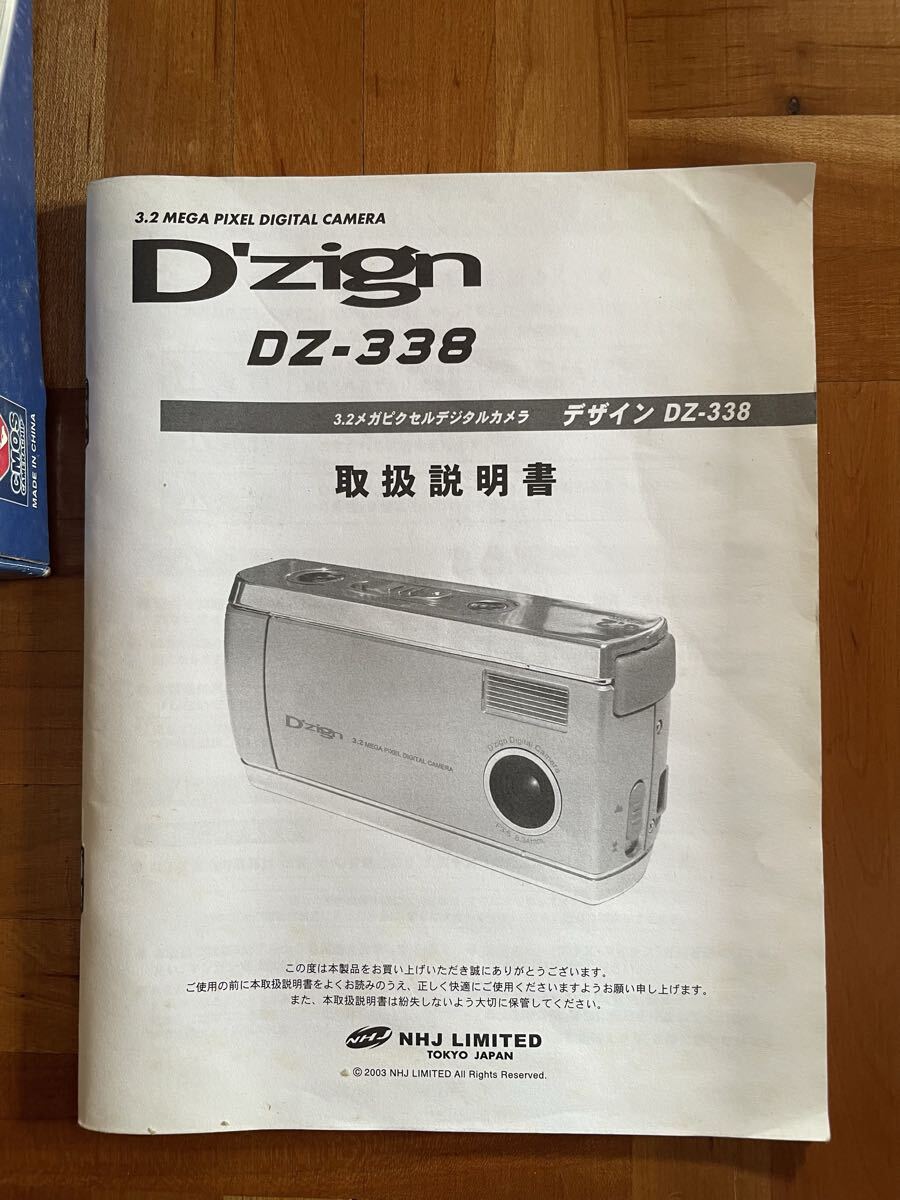 3.2 MEGA PIXEL DIGITAL CAMERA
D'zign
DZ-338
3.2メガピクセルデジタルカメラ デザイン DZ-338
取扱説明書
D'zign 3.2 MEGA PIXEL DIGITAL CAMERA
D'zign Digital Camera
この度は本製品をお買い上げいただき誠にありがとうございます。
ご使用の前に本取扱説明書をよくお読みのうえ、正しく快適にご使用くださいますようお願い申し上げます。
また、本取扱説明書は紛失しないよう大切に保管してください。
NHJ NHJ LIMITED
TOKYO JAPAN
© 2003 NHJ LIMITED All Rights Reserved.
CMOS
CAMERACHIP
MADE IN CHINA